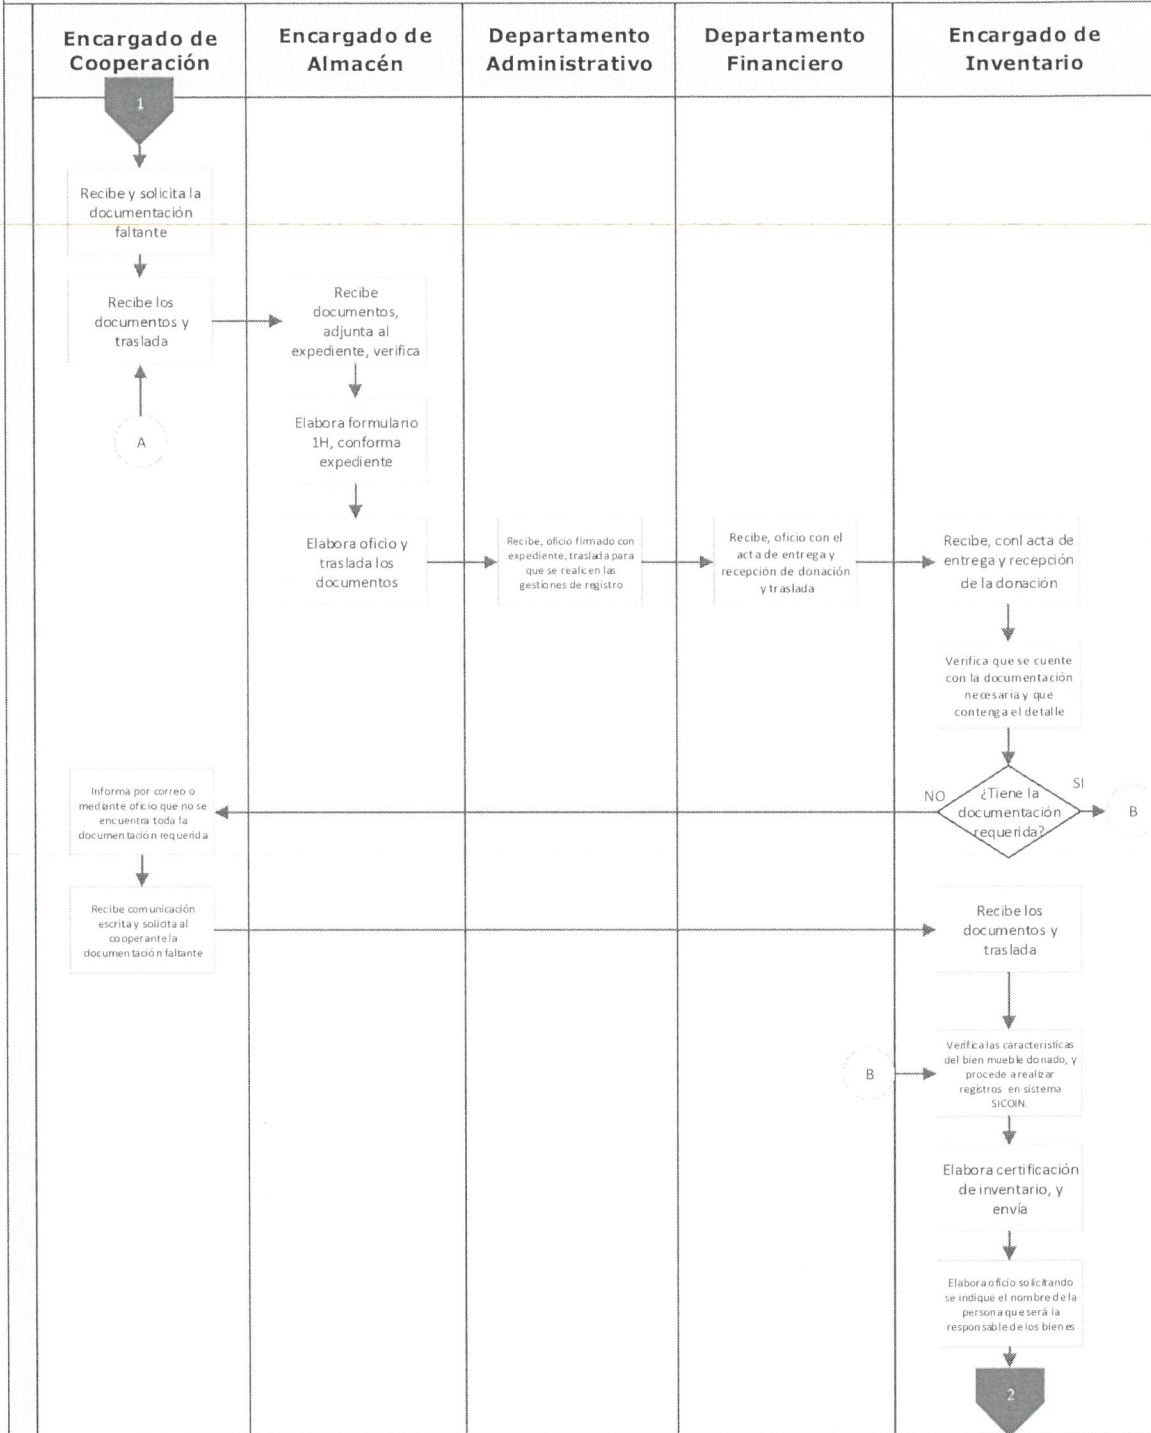 Encargado de
Cooperación
Encargado de
Almacén
Departamento
Administrativo
Departamento
Financiero
Encargado de
Inventario
1
Recibe y solicita la
documentación
faltante
Recibe los
documentos y
traslada
Recibe
documentos,
adjunta al
expediente, verifica
A
Elabora formulario
1H, conforma
expediente
Elabora oficio y
traslada los
documentos
Recibe, oficio firmado con
expediente, traslada para
que se realicen las
gestiones de registro
Recibe, oficio con el
acta de entrega y
recepción de donación
y traslada
Recibe, conl acta de
entrega y recepción
de la donación
Verifica que se cuente
con la documentación
necesaria y que
contenga el detalle
Informa por correo o
mediante oficio que no se
encuentra toda la
documentación requerida
NO
¿Tiene la
documentación
requerida?
SI
B
Recibe comunicación
escrita y solicita al
cooperante la
documentación faltante
Recibe los
documentos y
traslada
B
Verifica las características
del bien mueble donado, y
procede a realizar
registros en sistema
SICOIN.
Elabora certificación
de inventario, y
envía
Elabora oficio solicitando
se indique el nombre de la
persona que será la
responsable de los bienes
2